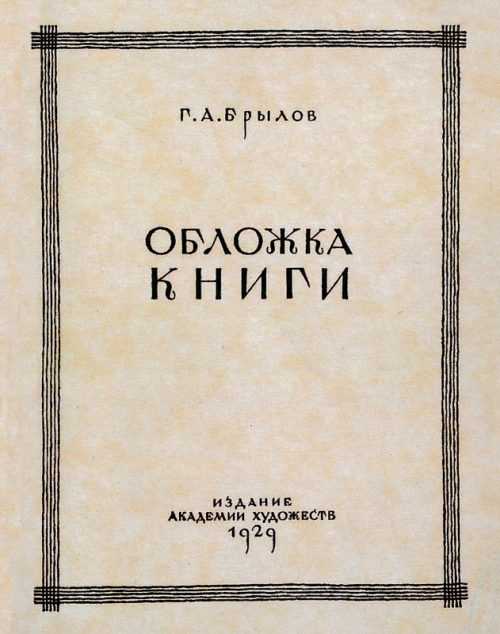 Г. А. Брылов
ОБЛОЖКА
КНИГИ
ИЗДАНИЕ
АКАДЕМИИ ХУДОЖЕСТВ
1929